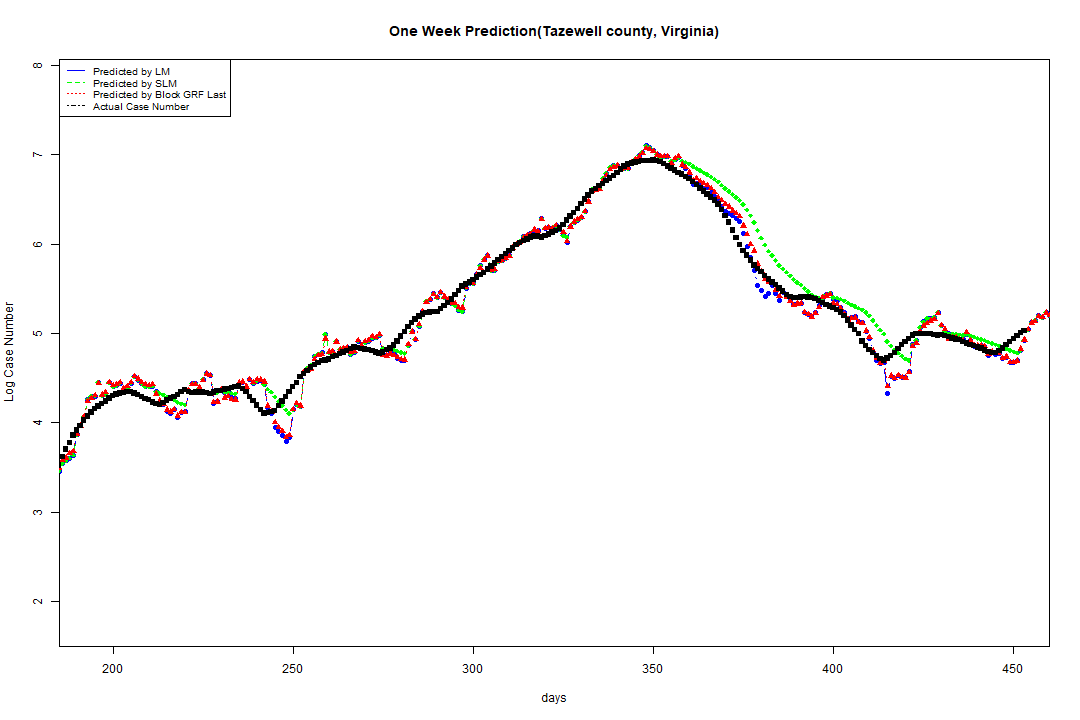 One Week Prediction(Tazewell county, Virginia)
Predicted by LM
Predicted by SLM
Predicted by Block GRF Last
Actual Case Number
Log Case Number
8
7
6
5
4
3
2
200 250 300 350 400 450
days